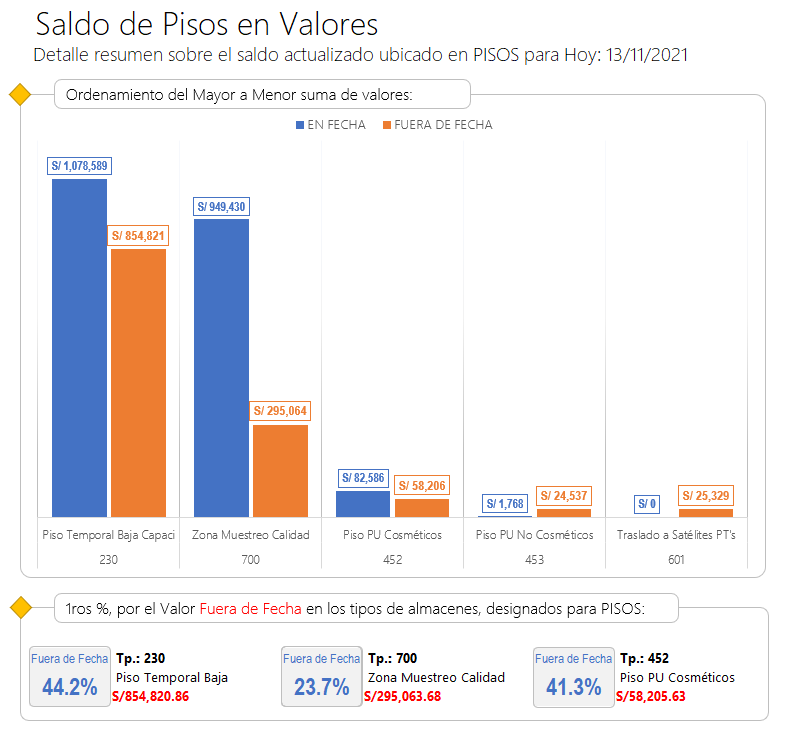 Saldo de Pisos en Valores
Detalle resumen sobre el saldo actualizado ubicado en PISOS para Hoy: 13/11/2021
Ordenamiento del Mayor a Menor suma de valores:
EN FECHA FUERA DE FECHA
S/ 1,078,589
S/ 854,821
S/ 949,430
S/ 295,064
S/ 82,586
S/ 58,206
S/ 1,768
S/ 24,537
S/ 0
S/ 25,329
Piso Temporal Baja Capaci Zona Muestreo Calidad Piso PU Cosméticos Piso PU No Cosméticos Traslado a Satélites PT's
230 700 452 453 601
1ros %, por el Valor Fuera de Fecha en los tipos de almacenes, designados para PISOS:
Fuera de Fecha
44.2%
Tp.: 230
Piso Temporal Baja
S/854,820.86
Fuera de Fecha
23.7%
Tp.: 700
Zona Muestreo Calidad
S/295,063.68
Fuera de Fecha
41.3%
Tp.: 452
Piso PU Cosméticos
S/58,205.63